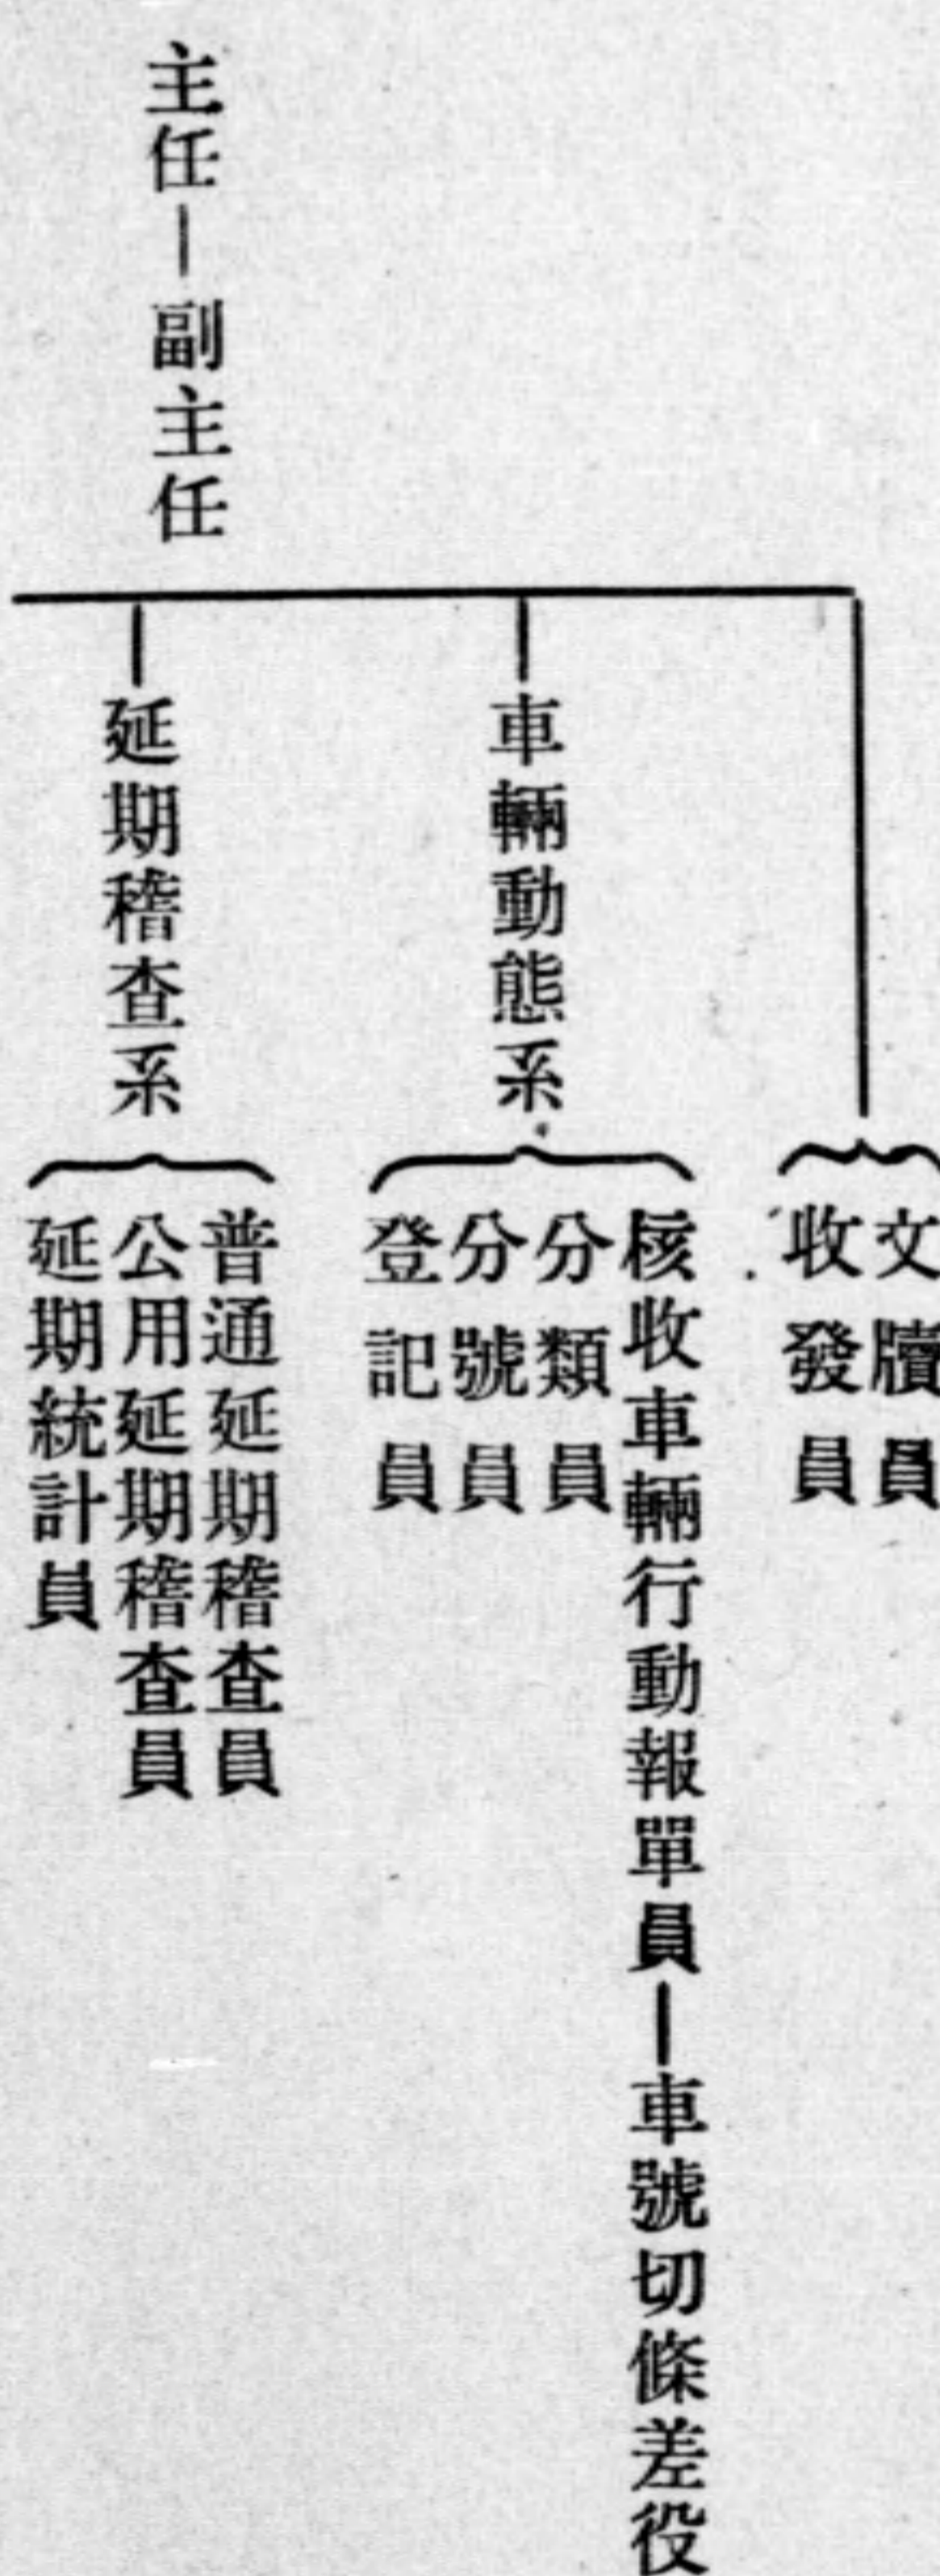 主任—副主任
文牘員
收發員
車輛動態系
核收車輛行動報單員—車號切條差役
分類員
分號員
登記員
延期稽查系
普通延期稽查員
公用延期稽查員
延期統計員